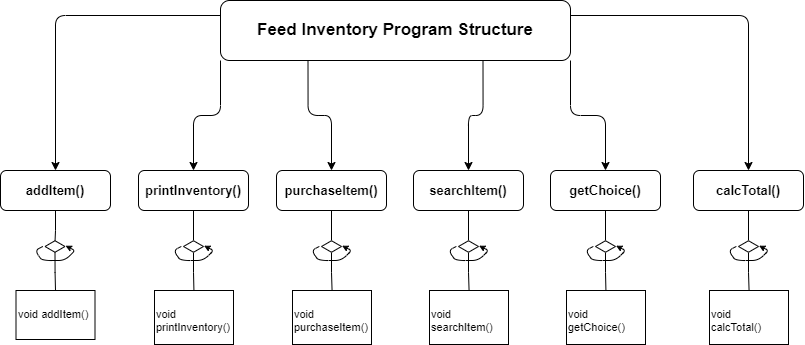 Feed Inventory Program Structure
addItem()
printInventory()
purchaseItem()
searchItem()
getChoice()
calcTotal()
void addItem()
void
printInventory()
void
purchaseItem()
void
searchItem()
void
getChoice()
void
calcTotal()